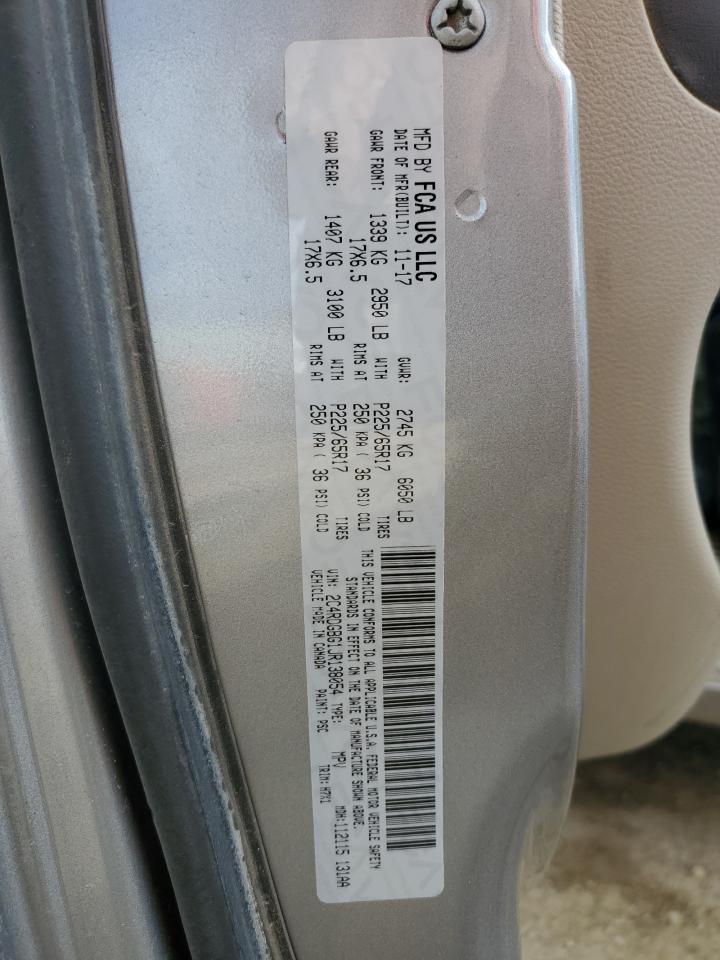 MFD BY FCA US LLC
DATE OF MFR(BUILT): 11-17 GVWR: 2745 KG 6050 LB
GAWR FRONT: 1339 KG 2950 LB WITH P225/65R17 TIRES
17X6.5 RIMS AT 250 KPA ( 36 PSI) COLD
GAWR REAR: 1407 KG 3100 LB WITH P225/65R17 TIRES
17X6.5 RIMS AT 250 KPA ( 36 PSI) COLD
THIS VEHICLE CONFORMS TO ALL APPLICABLE U.S.A. FEDERAL MOTOR VEHICLE SAFETY
STANDARDS IN EFFECT ON THE DATE OF MANUFACTURE SHOWN ABOVE.
VIN: 2C4RDGBG1JR138054 TYPE: MPV MDH:112115 131AA
VEHICLE MADE IN CANADA PAINT: PSC TRIM: H7X1